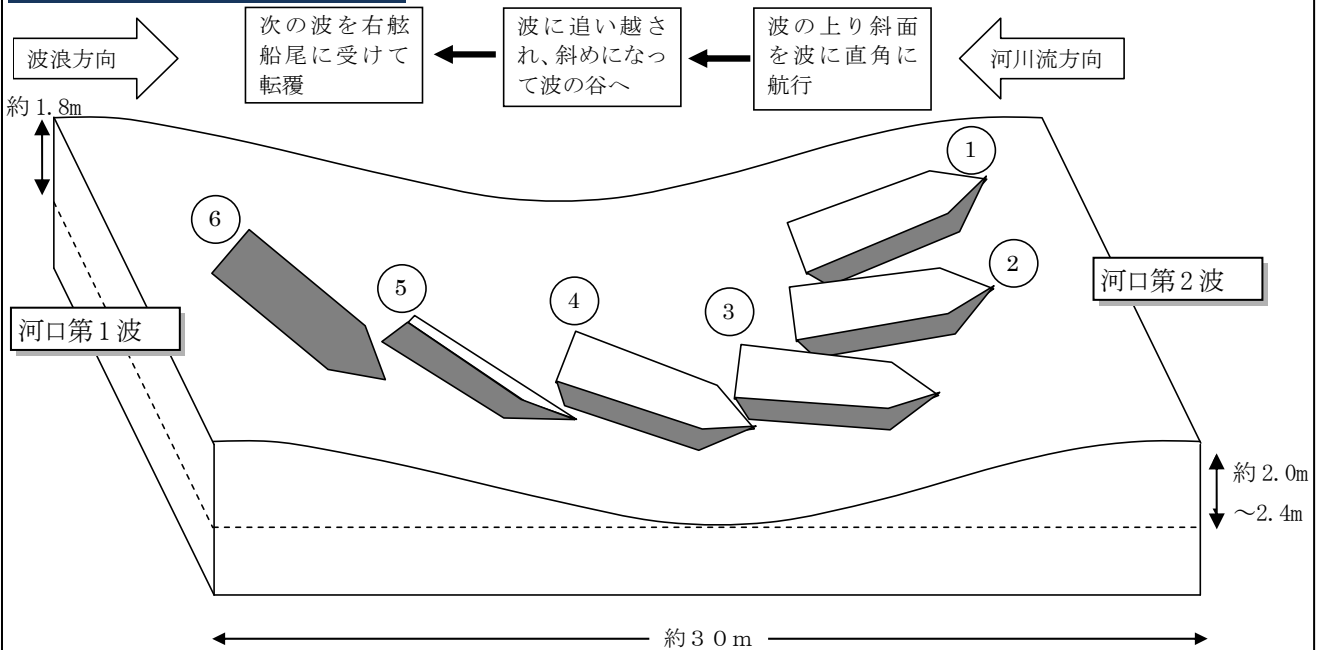 波浪方向
次の波を右舷
船尾に受けて
転覆
波に追い越さ
れ、斜めになっ
て波の谷へ
波の上り斜面
を波に直角に
航行
河川流方向
約1.8m
1
2
3
4
5
6
河口第1波
河口第2波
約2.0m
～2.4m
約３０ｍ